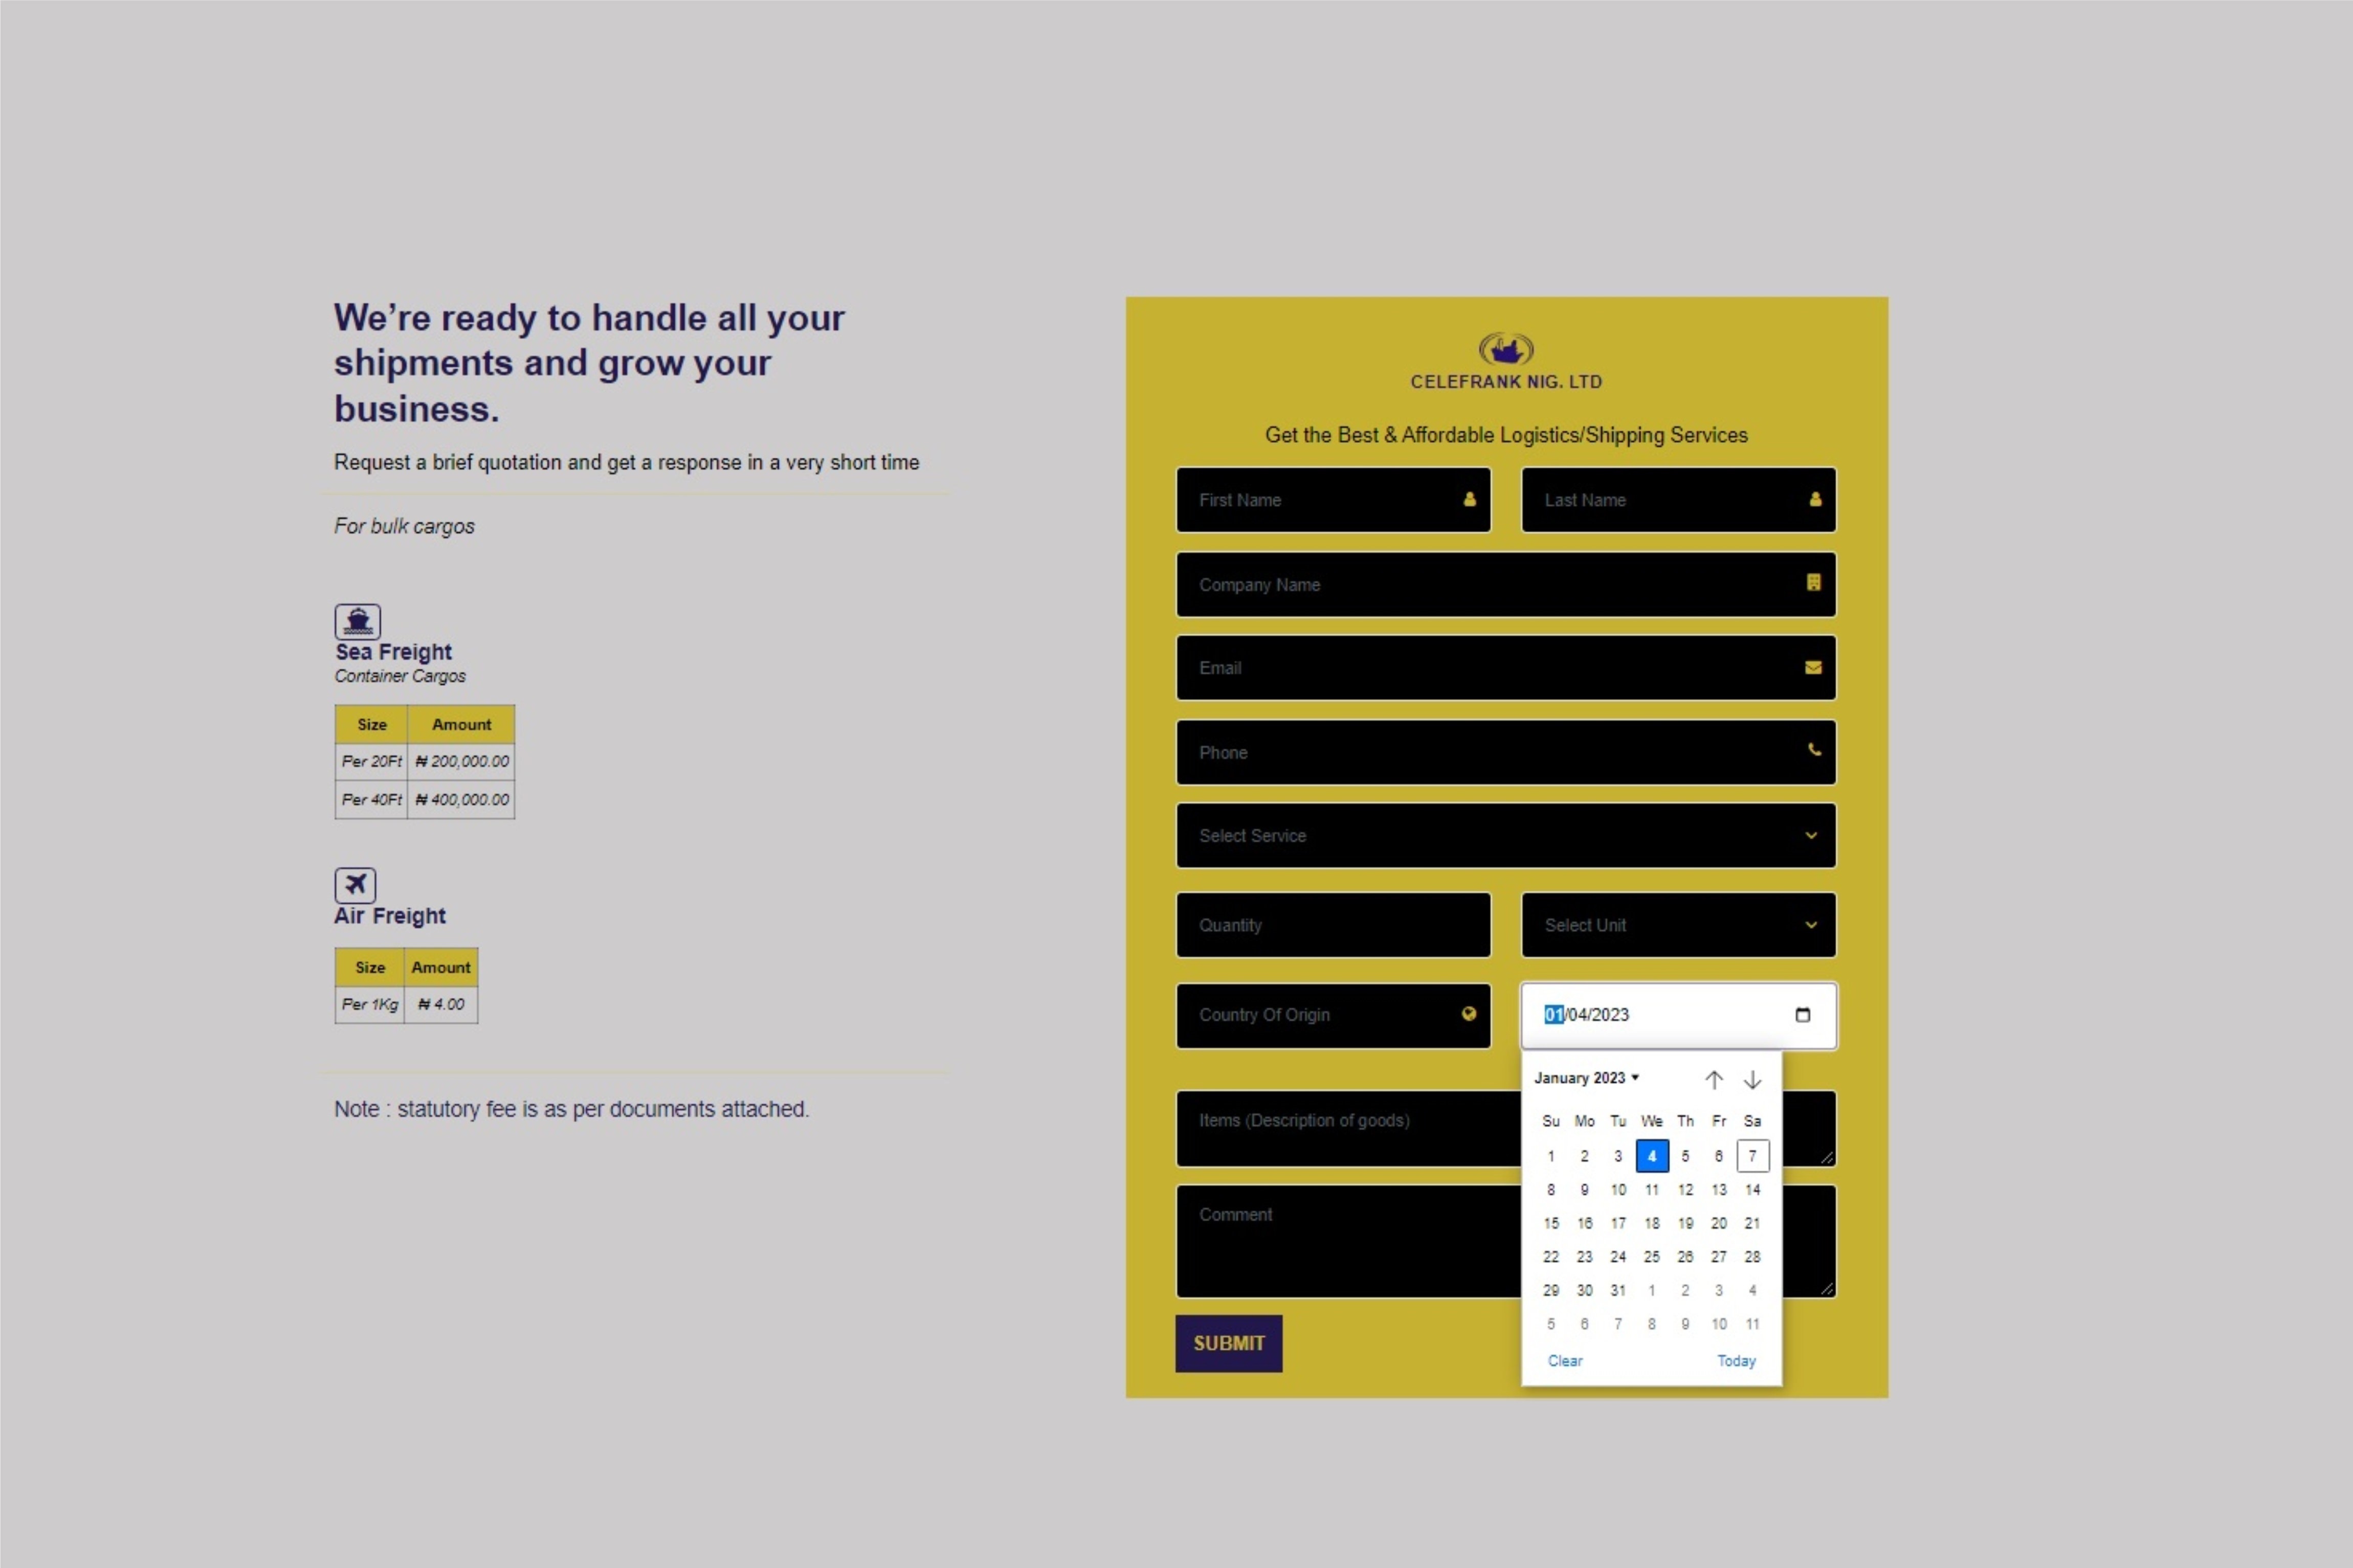 We're ready to handle all your
shipments and grow your
business.
Request a brief quotation and get a response in a very short time
For bulk cargos
Sea Freight
Container Cargos
Size Amount
Per 20Ft ₦ 200,000.00
Per 40Ft ₦ 400,000.00
Air Freight
Size Amount
Per 1Kg ₦ 4.00
Note : statutory fee is as per documents attached.
CELEFRANK NIG. LTD
Get the Best & Affordable Logistics/Shipping Services
First Name
Last Name
Company Name
Email
Phone
Select Service
Quantity
Select Unit
Country Of Origin
01/04/2023
January 2023
Su Mo Tu We Th Fr Sa
1 2 3 4 5 6 7
8 9 10 11 12 13 14
15 16 17 18 19 20 21
22 23 24 25 26 27 28
29 30 31 1 2 3 4
5 6 7 8 9 10 11
Clear Today
Items (Description of goods)
Comment
SUBMIT